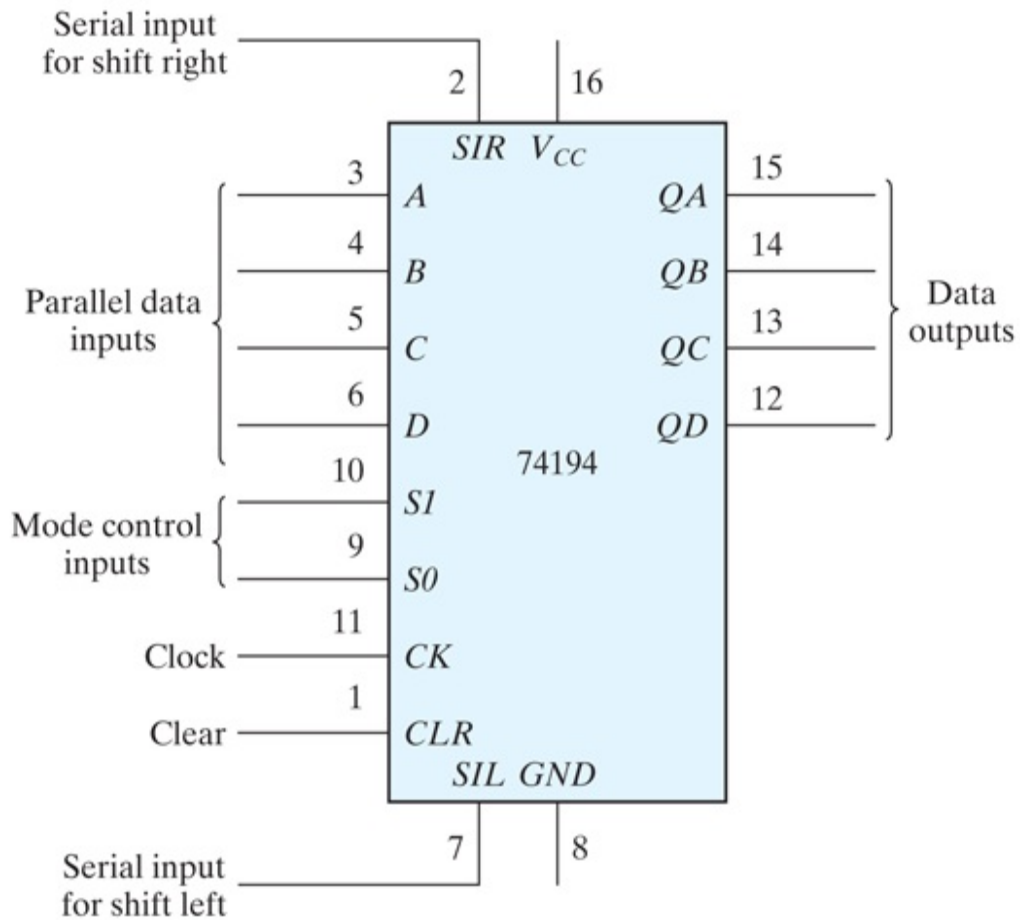 Serial input
for shift right
2
16
SIR VCC
3
A
QA
15
4
B
QB
14
Parallel data
inputs
5
C
QC
13
Data
outputs
6
D
QD
12
74194
10
S1
Mode control
inputs
9
S0
11
Clock
CK
1
Clear
CLR
SIL GND
7
8
Serial input
for shift left